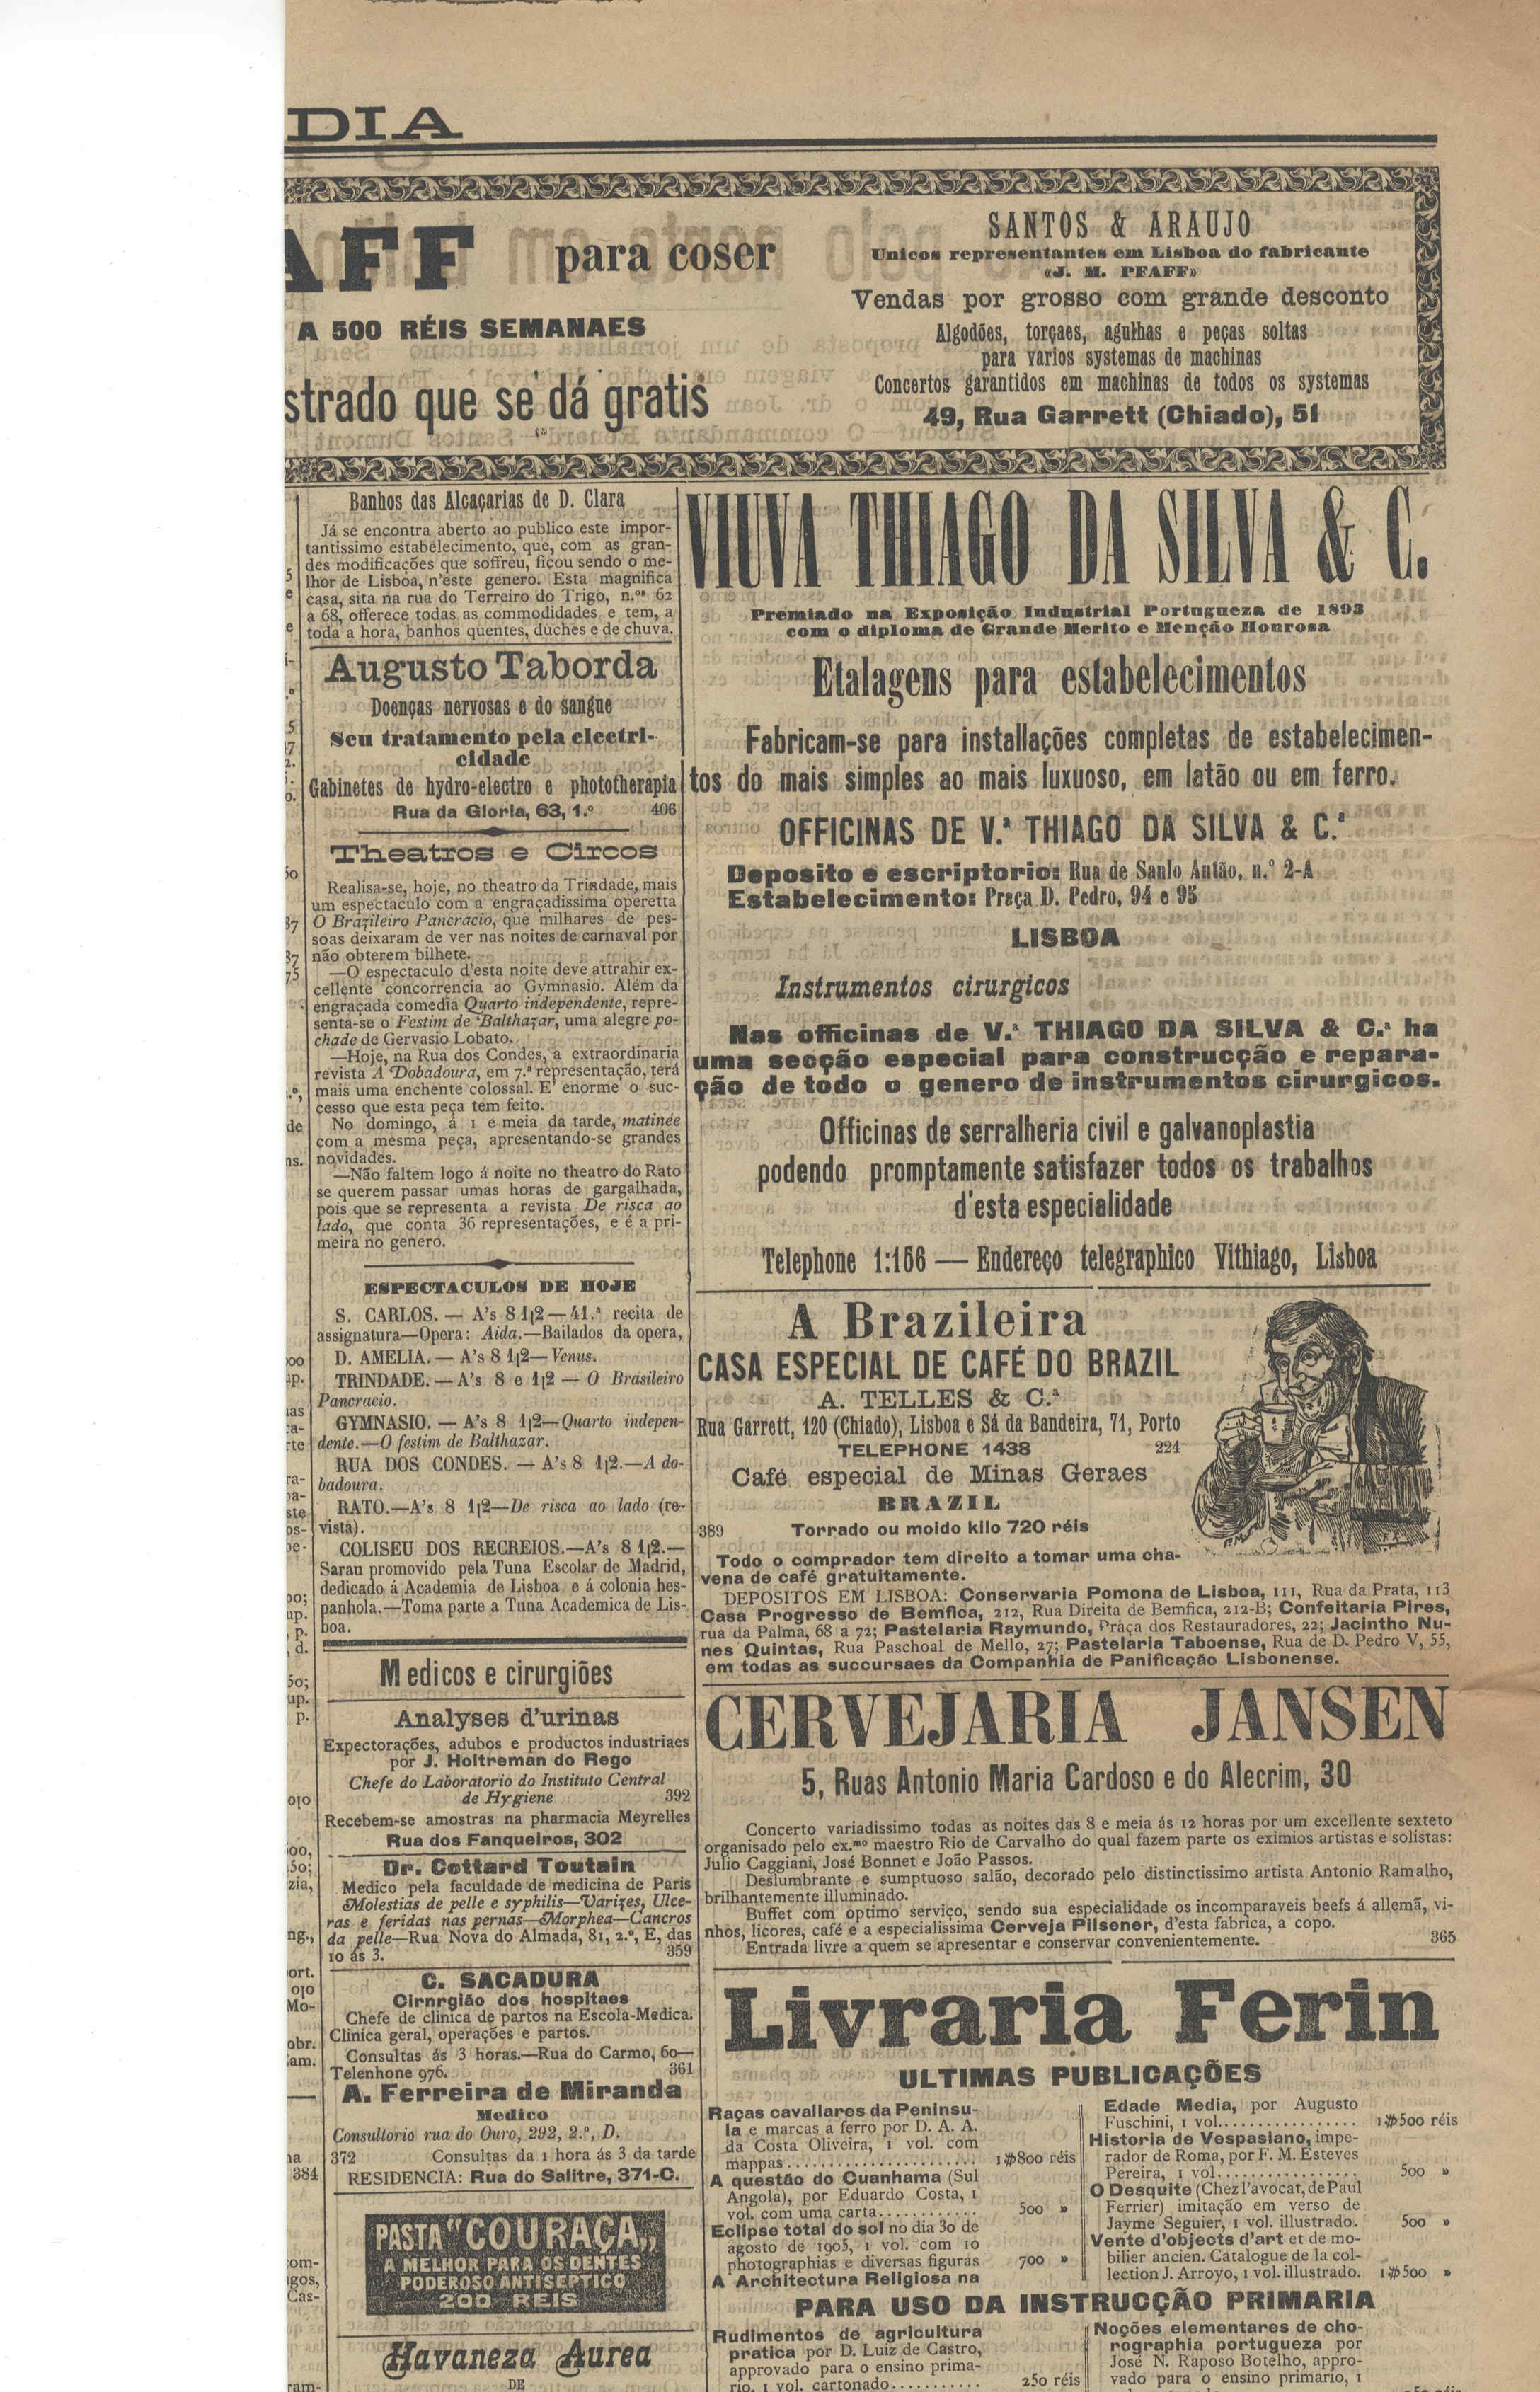 DIA
AFF para coser
A 500 RÉIS SEMANAES
strado que se dá gratis
SANTOS & ARAUJO
Unicos representantes em Lisboa do fabricante
«J. M. PFAFF»
Vendas por grosso com grande desconto
Algodões, torçaes, agulhas e peças soltas
para varios systemas de machinas
Concertos garantidos em machinas de todos os systemas
49, Rua Garrett (Chiado), 51
Banhos das Alcaçarias de D. Clara
Já se encontra aberto ao publico este impor-
tantissimo estabelecimento, que, com as gran-
des modificações que soffreu, ficou sendo o me-
lhor de Lisboa, n'este genero. Esta magnifica
casa, sita na rua do Terreiro do Trigo, n.os 62
a 68, offerece todas as commodidades e tem, a
toda a hora, banhos quentes, duches e de chuva.
Augusto Taborda
Doenças nervosas e do sangue
Seu tratamento pela electri-
cidade
Gabinetes de hydro-electro e phototherapia
Rua da Gloria, 63, 1.º 406
Theatros e Circos
Realisa-se, hoje, no theatro da Trindade, mais
um espectaculo com a engraçadissima operetta
O Brazileiro Pancracio, que milhares de pes-
soas deixaram de ver nas noites de carnaval por
não obterem bilhete.
—O espectaculo d'esta noite deve attrahir ex-
cellente concorrencia ao Gymnasio. Além da
engraçada comedia Quarto independente, repre-
senta-se o Festim de Balthazar, uma alegre po-
chade de Gervasio Lobato.
—Hoje, na Rua dos Condes, a extraordinaria
revista A Dobadoura, em 7.ª representação, terá
mais uma enchente colossal. E' enorme o suc-
cesso que esta peça tem feito.
No domingo, á 1 e meia da tarde, matinée
com a mesma peça, apresentando-se grandes
novidades.
—Não faltem logo á noite no theatro do Rato
se querem passar umas horas de gargalhada,
pois que se representa a revista De risca ao
lado, que conta 36 representações, e é a pri-
meira no genero.
ESPECTACULOS DE HOJE
S. CARLOS. — A's 8 1|2—41.ª recita de
assignatura—Opera: Aida.—Bailados da opera,
D. AMELIA. — A's 8 1|2—Venus.
TRINDADE. — A's 8 e 1|2 — O Brasileiro
Pancracio.
GYMNASIO. — A's 8 1|2—Quarto indepen-
dente.—O festim de Balthazar.
RUA DOS CONDES. — A's 8 1|2.—A do-
badoura.
RATO.—A's 8 1|2—De risca ao lado (re-
vista).
COLISEU DOS RECREIOS.—A's 8 1|2.—
Sarau promovido pela Tuna Escolar de Madrid,
dedicado á Academia de Lisboa e á colonia hes-
panhola.—Toma parte a Tuna Academica de Lis-
boa.
Medicos e cirurgiões
Analyses d'urinas
Expectorações, adubos e productos industriaes
por J. Holtreman do Rego
Chefe do Laboratorio do Instituto Central
de Hygiene 392
Recebem-se amostras na pharmacia Meyrelles
Rua dos Fanqueiros, 302
Dr. Cottard Toutain
Medico pela faculdade de medicina de Paris
Molestias de pelle e syphilis—Varizes, Ulce-
ras e feridas nas pernas—Morphea—Cancros
da pelle—Rua Nova do Almada, 81, 2.º, E, das
10 ás 3. 359
C. SACADURA
Cirnrgião dos hospitaes
Chefe de clinica de partos na Escola-Medica.
Clinica geral, operações e partos.
Consultas ás 3 horas.—Rua do Carmo, 60—
Telenhone 976. 361
A. Ferreira de Miranda
Medico
Consultorio rua do Ouro, 292, 2.º, D.
372 Consultas da 1 hora ás 3 da tarde
RESIDENCIA: Rua do Salitre, 371-C.
PASTA "COURAÇA"
A MELHOR PARA OS DENTES
PODEROSO ANTISEPTICO
200 REIS
Havaneza Aurea
DE
VIUVA THIAGO DA SILVA & C.
Premiado na Exposição Industrial Portugueza de 1893
com o diploma de Grande Merito e Menção Honrosa
Etalagens para estabelecimentos
Fabricam-se para installações completas de estabelecimen-
tos do mais simples ao mais luxuoso, em latão ou em ferro.
OFFICINAS DE V.ª THIAGO DA SILVA & C.ª
Deposito e escriptorio: Rua de Santo Antão, n.º 2-A
Estabelecimento: Praça D. Pedro, 94 e 95
LISBOA
Instrumentos cirurgicos
Nas officinas de V.ª THIAGO DA SILVA & C.ª ha
uma secção especial para construcção e repara-
ção de todo o genero de instrumentos cirurgicos.
Officinas de serralheria civil e galvanoplastia
podendo promptamente satisfazer todos os trabalhos
d'esta especialidade
Telephone 1:156 — Endereço telegraphico Vithiago, Lisboa
A Brazileira
CASA ESPECIAL DE CAFÉ DO BRAZIL
A. TELLES & C.ª
Rua Garrett, 120 (Chiado), Lisboa e Sá da Bandeira, 71, Porto
TELEPHONE 1438 224
Café especial de Minas Geraes
BRAZIL
389 Torrado ou moido kilo 720 réis
Todo o comprador tem direito a tomar uma cha-
vena de café gratuitamente.
DEPOSITOS EM LISBOA: Conservaria Pomona de Lisboa, 111, Rua da Prata, 113
Casa Progresso de Bemfica, 212, Rua Direita de Bemfica, 212-B; Confeitaria Pires,
rua da Palma, 68 a 72; Pastelaria Raymundo, Praça dos Restauradores, 22; Jacintho Nu-
nes Quintas, Rua Paschoal de Mello, 27; Pastelaria Taboense, Rua de D. Pedro V, 55,
em todas as succursaes da Companhia de Panificação Lisbonense.
CERVEJARIA JANSEN
5, Ruas Antonio Maria Cardoso e do Alecrim, 30
Concerto variadissimo todas as noites das 8 e meia ás 12 horas por um excellente sexteto
organisado pelo ex.mo maestro Rio de Carvalho do qual fazem parte os eximios artistas e solistas:
Julio Caggiani, José Bonnet e João Passos.
Deslumbrante e sumptuoso salão, decorado pelo distinctissimo artista Antonio Ramalho,
brilhantemente illuminado.
Buffet com optimo serviço, sendo sua especialidade os incomparaveis beefs á allemã, vi-
nhos, licores, café e a especialissima Cerveja Pilsener, d'esta fabrica, a copo.
Entrada livre a quem se apresentar e conservar convenientemente. 365
Livraria Ferin
ULTIMAS PUBLICAÇÕES
Raças cavallares da Peninsu-
la e marcas a ferro por D. A. A.
da Costa Oliveira, 1 vol. com
mappas........................ 1$800 réis
A questão do Cuanhama (Sul
Angola), por Eduardo Costa, 1
vol. com uma carta............ 500 »
Eclipse total do sol no dia 30 de
agosto de 1905, 1 vol. com 10
photographias e diversas figuras 700 »
A Architectura Religiosa na
Edade Media, por Augusto
Fuschini, 1 vol................. 1$500 réis
Historia de Vespasiano, impe-
rador de Roma, por F. M. Esteves
Pereira, 1 vol.................. 500 »
O Desquite (Chez l'avocat, de Paul
Ferrier) imitação em verso de
Jayme Seguier, 1 vol. illustrado. 500 »
Vente d'objects d'art et de mo-
bilier ancien. Catalogue de la col-
lection J. Arroyo, 1 vol. illustrado. 1$500 »
PARA USO DA INSTRUCÇÃO PRIMARIA
Rudimentos de agricultura
pratica por D. Luiz de Castro,
approvado para o ensino prima-
rio, 1 vol. cartonado........... 250 réis
Noções elementares de cho-
rographia portugueza por
José N. Raposo Botelho, appro-
vado para o ensino primario, 1